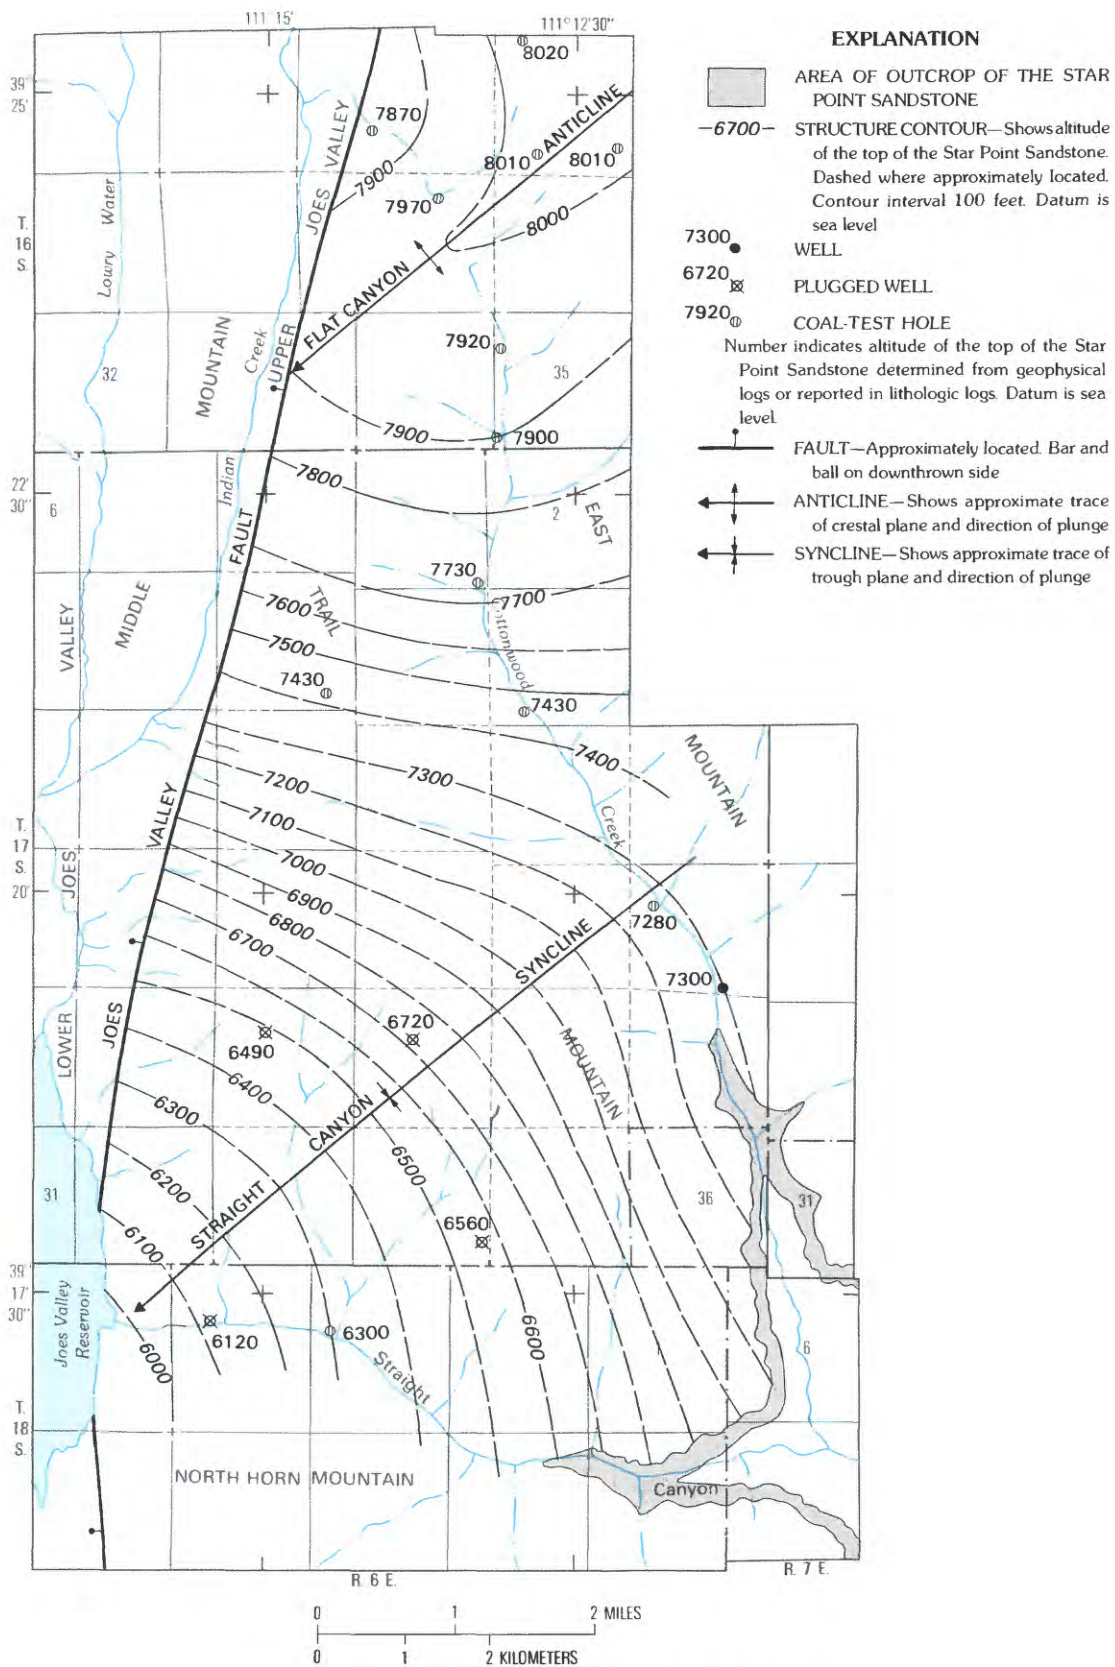 111° 15'
111° 12'30"
39°
25'
T.
16
S.
22'
30"
T.
17
S.
20'
39°
17'
30"
T.
18
S.
EXPLANATION
AREA OF OUTCROP OF THE STAR
POINT SANDSTONE
—6700— STRUCTURE CONTOUR—Shows altitude
of the top of the Star Point Sandstone.
Dashed where approximately located.
Contour interval 100 feet. Datum is
sea level
7300 WELL
6720 PLUGGED WELL
7920 COAL-TEST HOLE
Number indicates altitude of the top of the Star
Point Sandstone determined from geophysical
logs or reported in lithologic logs. Datum is sea
level.
FAULT—Approximately located. Bar and
ball on downthrown side
ANTICLINE—Shows approximate trace
of crestal plane and direction of plunge
SYNCLINE—Shows approximate trace of
trough plane and direction of plunge
8020
7870
8010
8010
7900
7970
8000
FLAT CANYON ANTICLINE
UPPER JOES VALLEY
Lowry Water
Indian Creek
32
7920
35
7900
7900
7800
6
2
EAST
MOUNTAIN
MIDDLE MOUNTAIN
JOES VALLEY FAULT
7730
7700
7600
TRAIL
MOUNTAIN
7500
7430
7430
Cottonwood
Creek
7400
7300
7200
7100
7000
6900
6800
6700
LOWER JOES VALLEY
STRAIGHT CANYON SYNCLINE
7280
7300
6720
6490
6400
6300
6500
6200
6100
31
36
31
6560
Joes Valley
Reservoir
6000
6120
6300
6600
6
Straight
Canyon
NORTH HORN MOUNTAIN
R. 6 E.
R. 7 E.
0 1 2 MILES
0 1 2 KILOMETERS